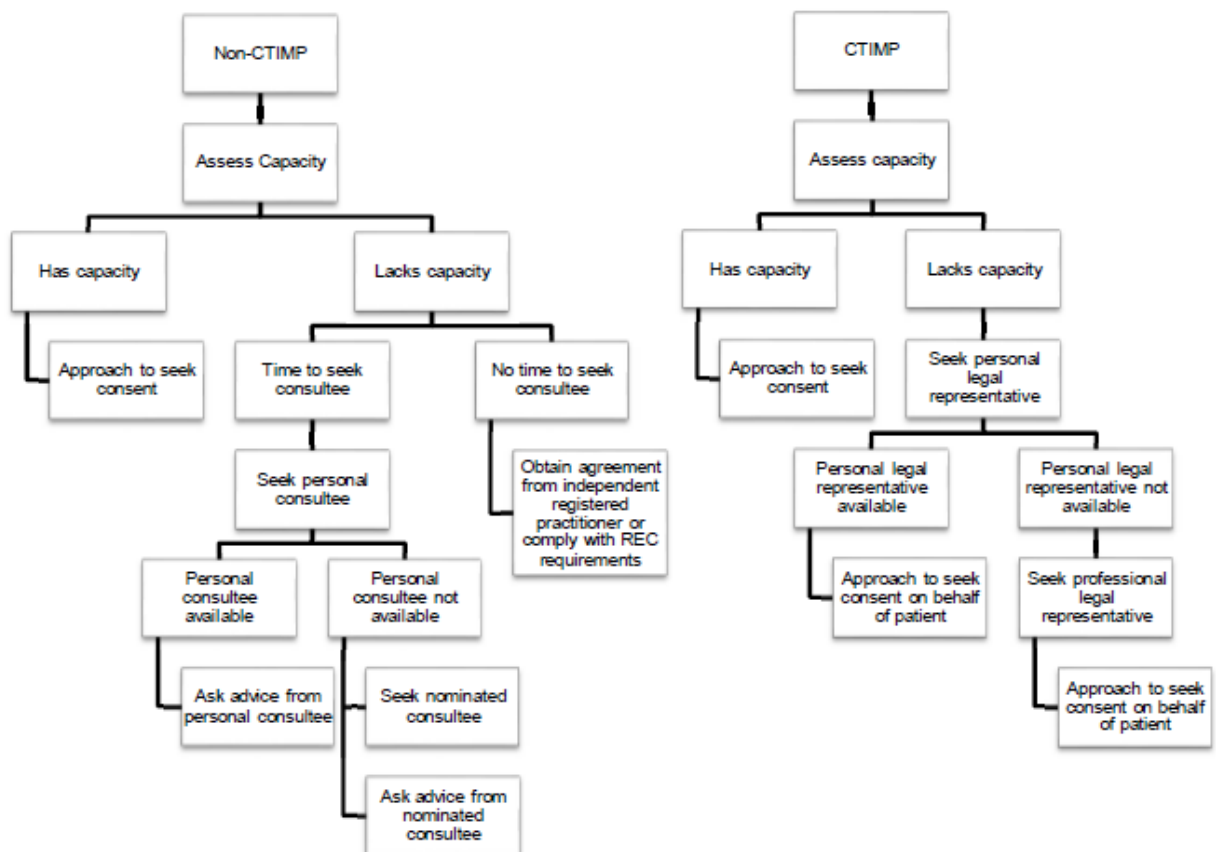 Non-CTIMP
Assess Capacity
Has capacity
Lacks capacity
Approach to seek
consent
Time to seek
consultee
No time to seek
consultee
Seek personal
consultee
Obtain agreement
from independent
registered
practitioner or
comply with REC
requirements
Personal
consultee
available
Personal
consultee not
available
Ask advice from
personal consultee
Seek nominated
consultee
Ask advice from
nominated
consultee
CTIMP
Assess capacity
Has capacity
Lacks capacity
Approach to seek
consent
Seek personal
legal
representative
Personal legal
representative
available
Personal legal
representative not
available
Approach to seek
consent on behalf
of patient
Seek professional
legal
representative
Approach to seek
consent on behalf
of patient